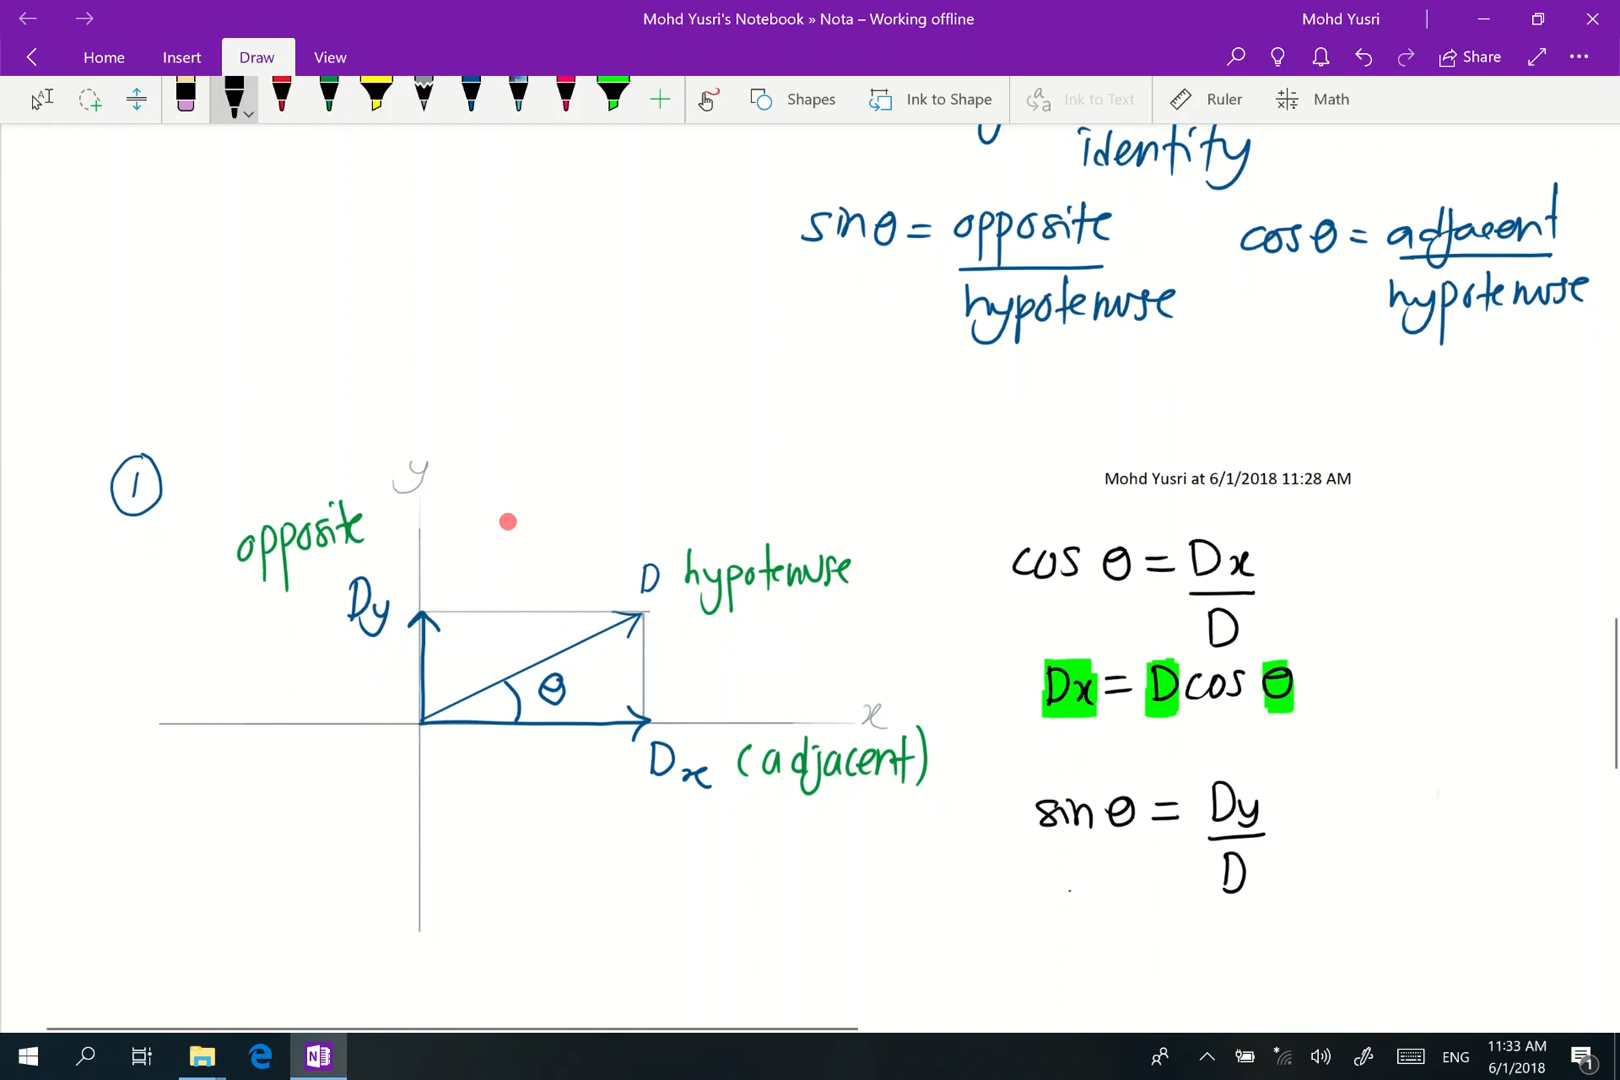 Mohd Yusri's Notebook » Nota – Working offline
Mohd Yusri
Home Insert Draw View
Share
Shapes
Ink to Shape
Ink to Text
Ruler
Math
identity
sinθ = opposite
hypotenuse
cosθ = adjacent
hypotenuse
1
y
opposite
Dy
D hypotenuse
θ
x
Dx (adjacent)
Mohd Yusri at 6/1/2018 11:28 AM
cos θ = Dx
D
Dx = D cos θ
sin θ = Dy
D
ENG
11:33 AM
6/1/2018
1